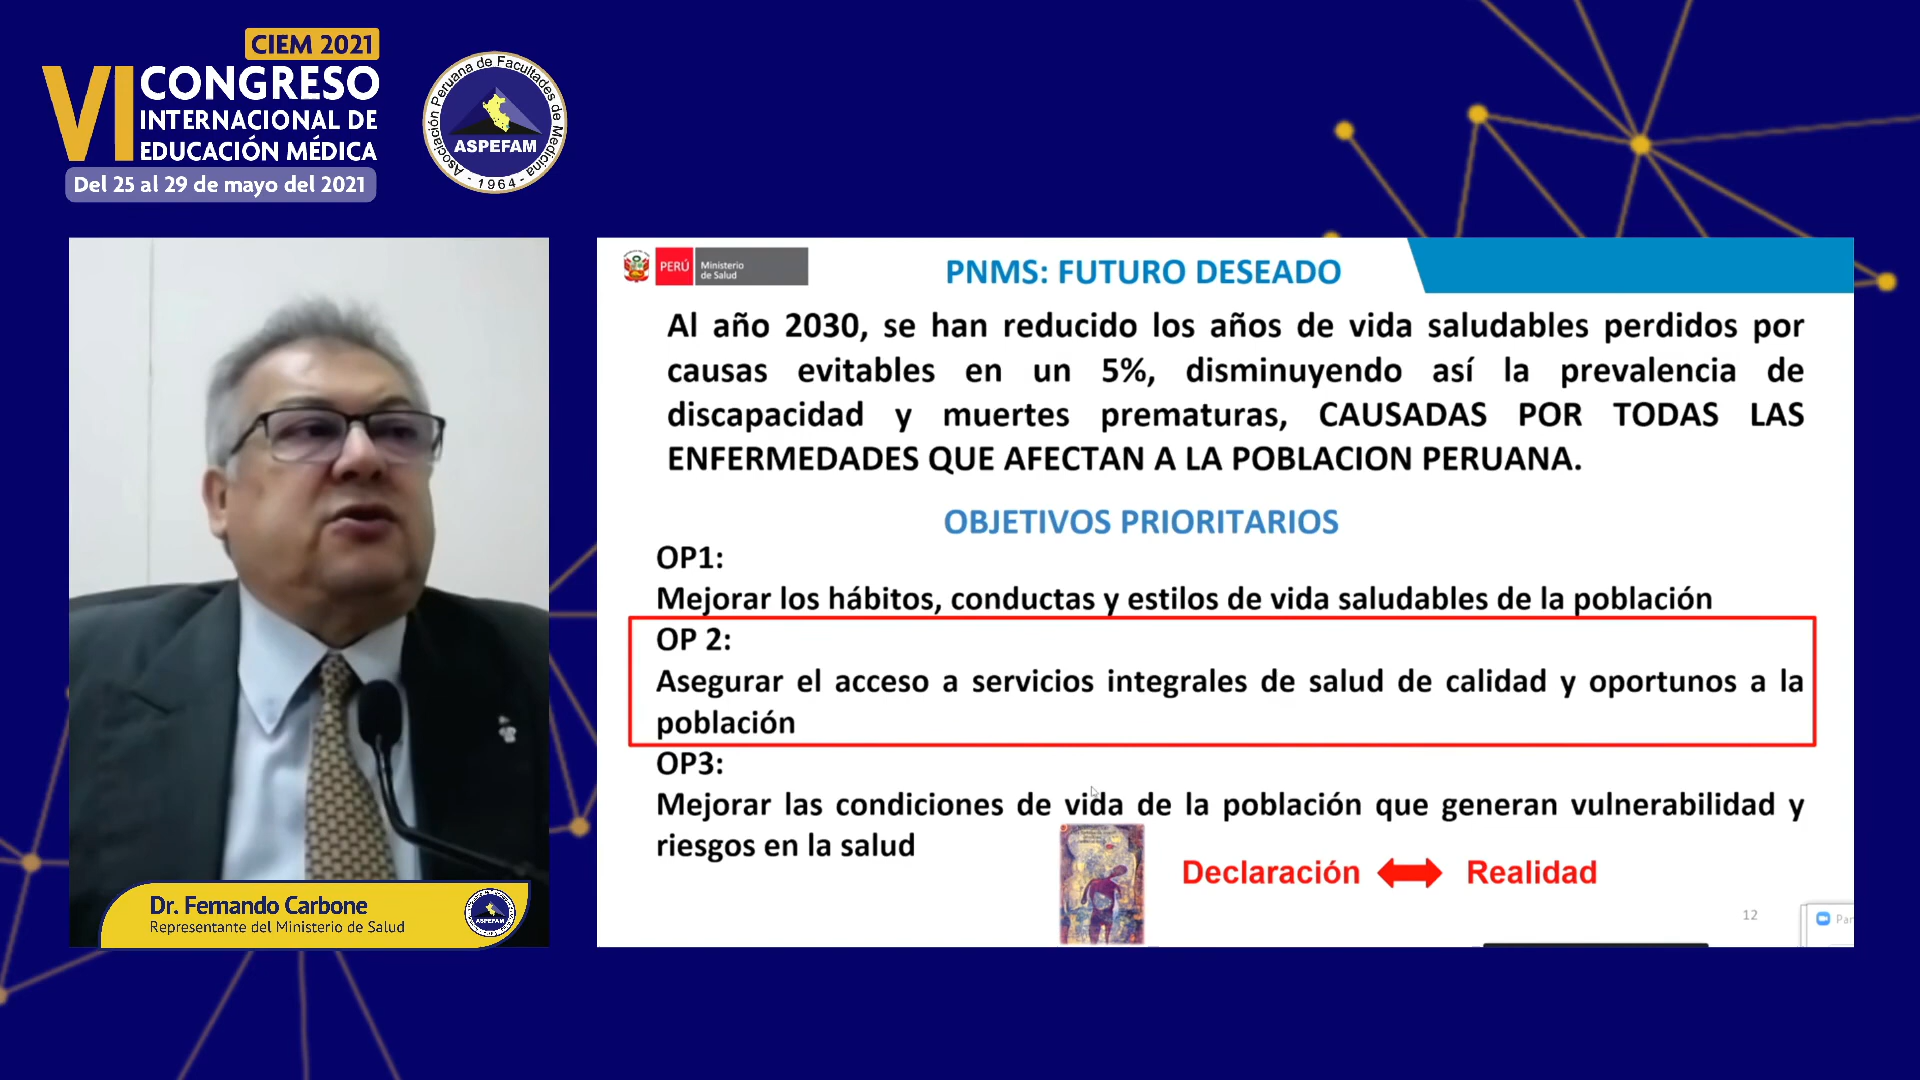 CIEM 2021
VI CONGRESO
INTERNACIONAL DE
EDUCACIÓN MÉDICA
Del 25 al 29 de mayo del 2021
Asociación Peruana de Facultades de Medicina
ASPEFAM
- 1964 -
PERÚ
Ministerio
de Salud
PNMS: FUTURO DESEADO
Al año 2030, se han reducido los años de vida saludables perdidos por
causas evitables en un 5%, disminuyendo así la prevalencia de
discapacidad y muertes prematuras, CAUSADAS POR TODAS LAS
ENFERMEDADES QUE AFECTAN A LA POBLACION PERUANA.
OBJETIVOS PRIORITARIOS
OP1:
Mejorar los hábitos, conductas y estilos de vida saludables de la población
OP 2:
Asegurar el acceso a servicios integrales de salud de calidad y oportunos a la
población
OP3:
Mejorar las condiciones de vida de la población que generan vulnerabilidad y
riesgos en la salud
Declaración
Realidad
12
Dr. Fernando Carbone
Representante del Ministerio de Salud
ASPEFAM